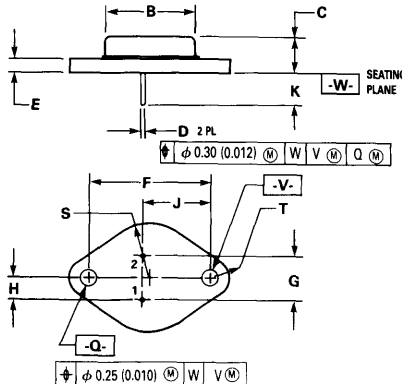 B
C
E
K
-W-
SEATING
PLANE
D 2 PL
⌖ ϕ 0.30 (0.012) Ⓜ W V Ⓜ Q Ⓜ
F
-V-
S
J
T
2
H
1
G
-Q-
⌖ ϕ 0.25 (0.010) Ⓜ W V Ⓜ